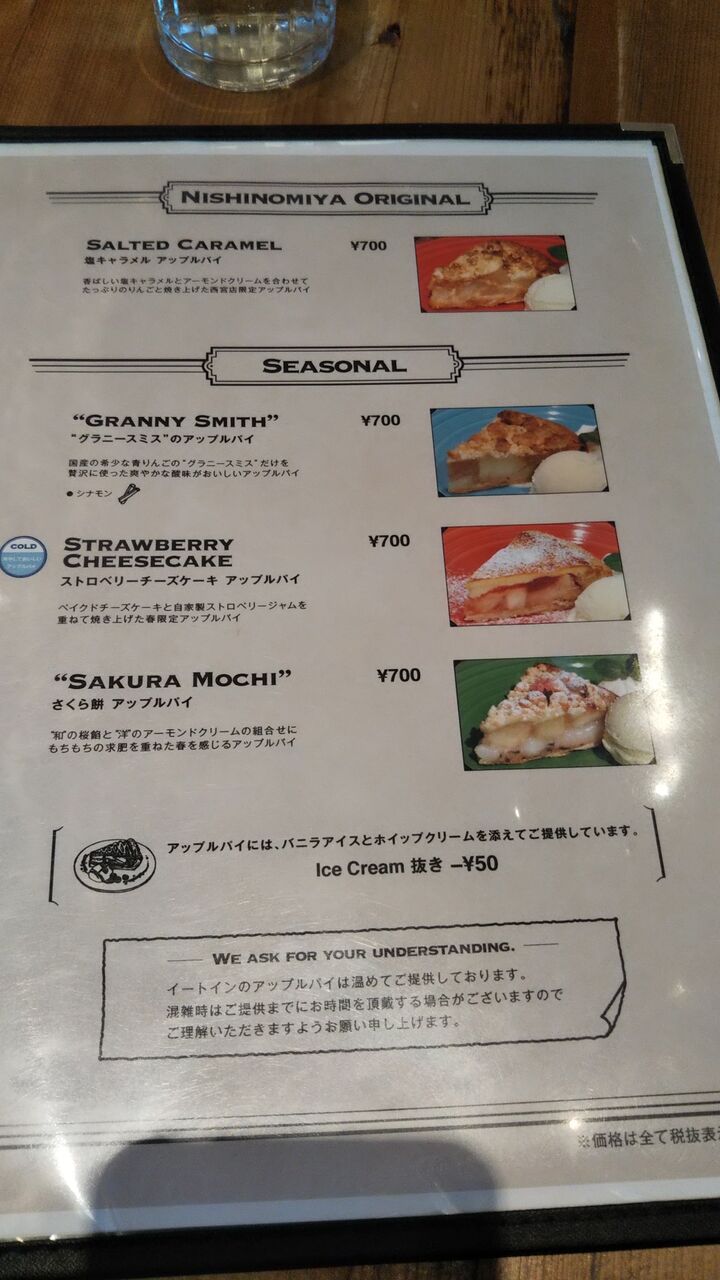 NISHINOMIYA ORIGINAL
SALTED CARAMEL ¥700
塩キャラメル アップルパイ
香ばしい塩キャラメルとアーモンドクリームを合わせて
たっぷりのりんごと焼き上げた西宮店限定アップルパイ
SEASONAL
“GRANNY SMITH” ¥700
“グラニースミス”のアップルパイ
国産の希少な青りんごの“グラニースミス”だけを
贅沢に使った爽やかな酸味がおいしいアップルパイ
● シナモン
COLD
冷やしておいしい
アップルパイ
STRAWBERRY ¥700
CHEESECAKE
ストロベリーチーズケーキ アップルパイ
ベイクドチーズケーキと自家製ストロベリージャムを
重ねて焼き上げた春限定アップルパイ
“SAKURA MOCHI” ¥700
さくら餅 アップルパイ
“和”の桜餡と“洋”のアーモンドクリームの組合せに
もちもちの求肥を重ねた春を感じるアップルパイ
アップルパイには、バニラアイスとホイップクリームを添えてご提供しています。
Ice Cream 抜き –¥50
WE ASK FOR YOUR UNDERSTANDING.
イートインのアップルパイは温めてご提供しております。
混雑時はご提供までにお時間を頂戴する場合がございますので
ご理解いただきますようお願い申し上げます。
※価格は全て税抜表示